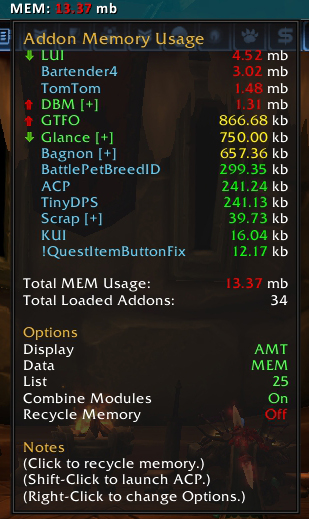 MEM: 13.37 mb
Addon Memory Usage
LUI 4.52 mb
Bartender4 3.02 mb
TomTom 1.48 mb
DBM [+] 1.31 mb
GTFO 866.68 kb
Glance [+] 750.00 kb
Bagnon [+] 657.36 kb
BattlePetBreedID 299.35 kb
ACP 241.24 kb
TinyDPS 241.13 kb
Scrap [+] 39.73 kb
KUI 16.04 kb
!QuestItemButtonFix 12.17 kb
Total MEM Usage: 13.37 mb
Total Loaded Addons: 34
Options
Display AMT
Data MEM
List 25
Combine Modules On
Recycle Memory Off
Notes
(Click to recycle memory.)
(Shift-Click to launch ACP.)
(Right-Click to change Options.)